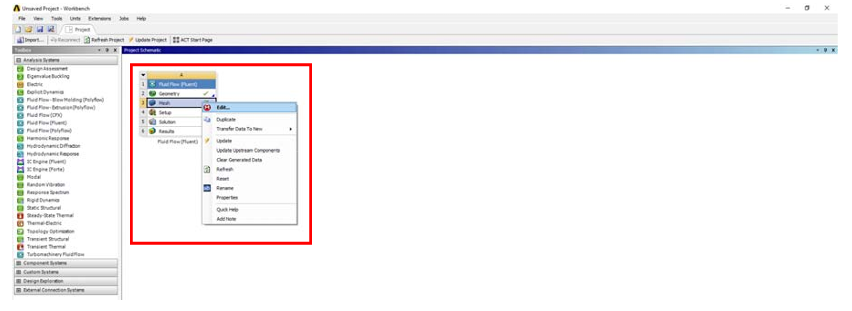 Unsaved Project - Workbench
File View Tools Units Extensions Jobs Help
Project
Import... Reconnect Refresh Project Update Project ACT Start Page
Toolbox
Project Schematic
Analysis Systems
Design Assessment
Eigenvalue Buckling
Electric
Explicit Dynamics
Fluid Flow - Blow Molding (Polyflow)
Fluid Flow - Extrusion (Polyflow)
Fluid Flow (CFX)
Fluid Flow (Fluent)
Fluid Flow (Polyflow)
Harmonic Response
Hydrodynamic Diffraction
Hydrodynamic Response
IC Engine (Fluent)
IC Engine (Forte)
Modal
Random Vibration
Response Spectrum
Rigid Dynamics
Static Structural
Steady-State Thermal
Thermal-Electric
Topology Optimization
Transient Structural
Transient Thermal
Turbomachinery Fluid Flow
Component Systems
Custom Systems
Design Exploration
External Connection Systems
A
1 Fluid Flow (Fluent)
2 Geometry
3 Mesh
4 Setup
5 Solution
6 Results
Fluid Flow (Fluent)
Edit...
Duplicate
Transfer Data To New
Update
Update Upstream Components
Clear Generated Data
Refresh
Reset
Rename
Properties
Quick Help
Add Note